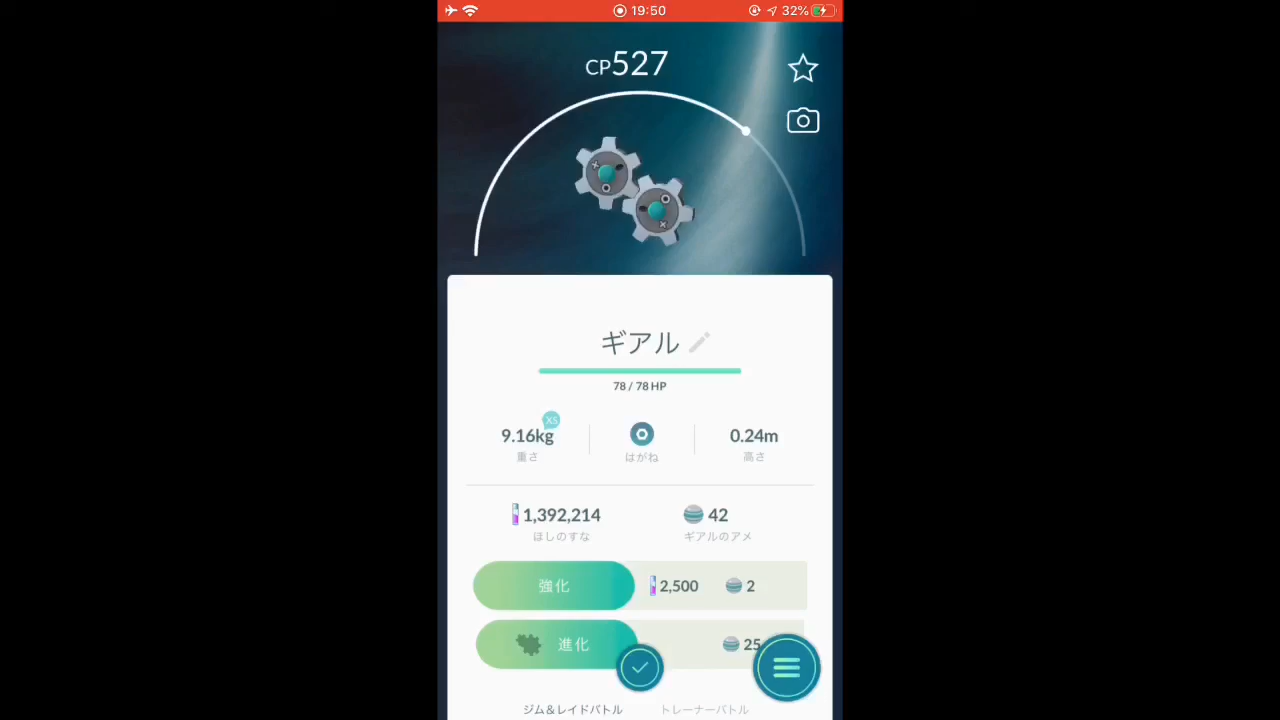 19:50
32%
CP527
ギアル
78 / 78 HP
XS
9.16kg
0.24m
重さ
はがね
高さ
1,392,214
42
ほしのすな
ギアルのアメ
強化
2,500
2
進化
25
ジム＆レイドバトル
トレーナーバトル